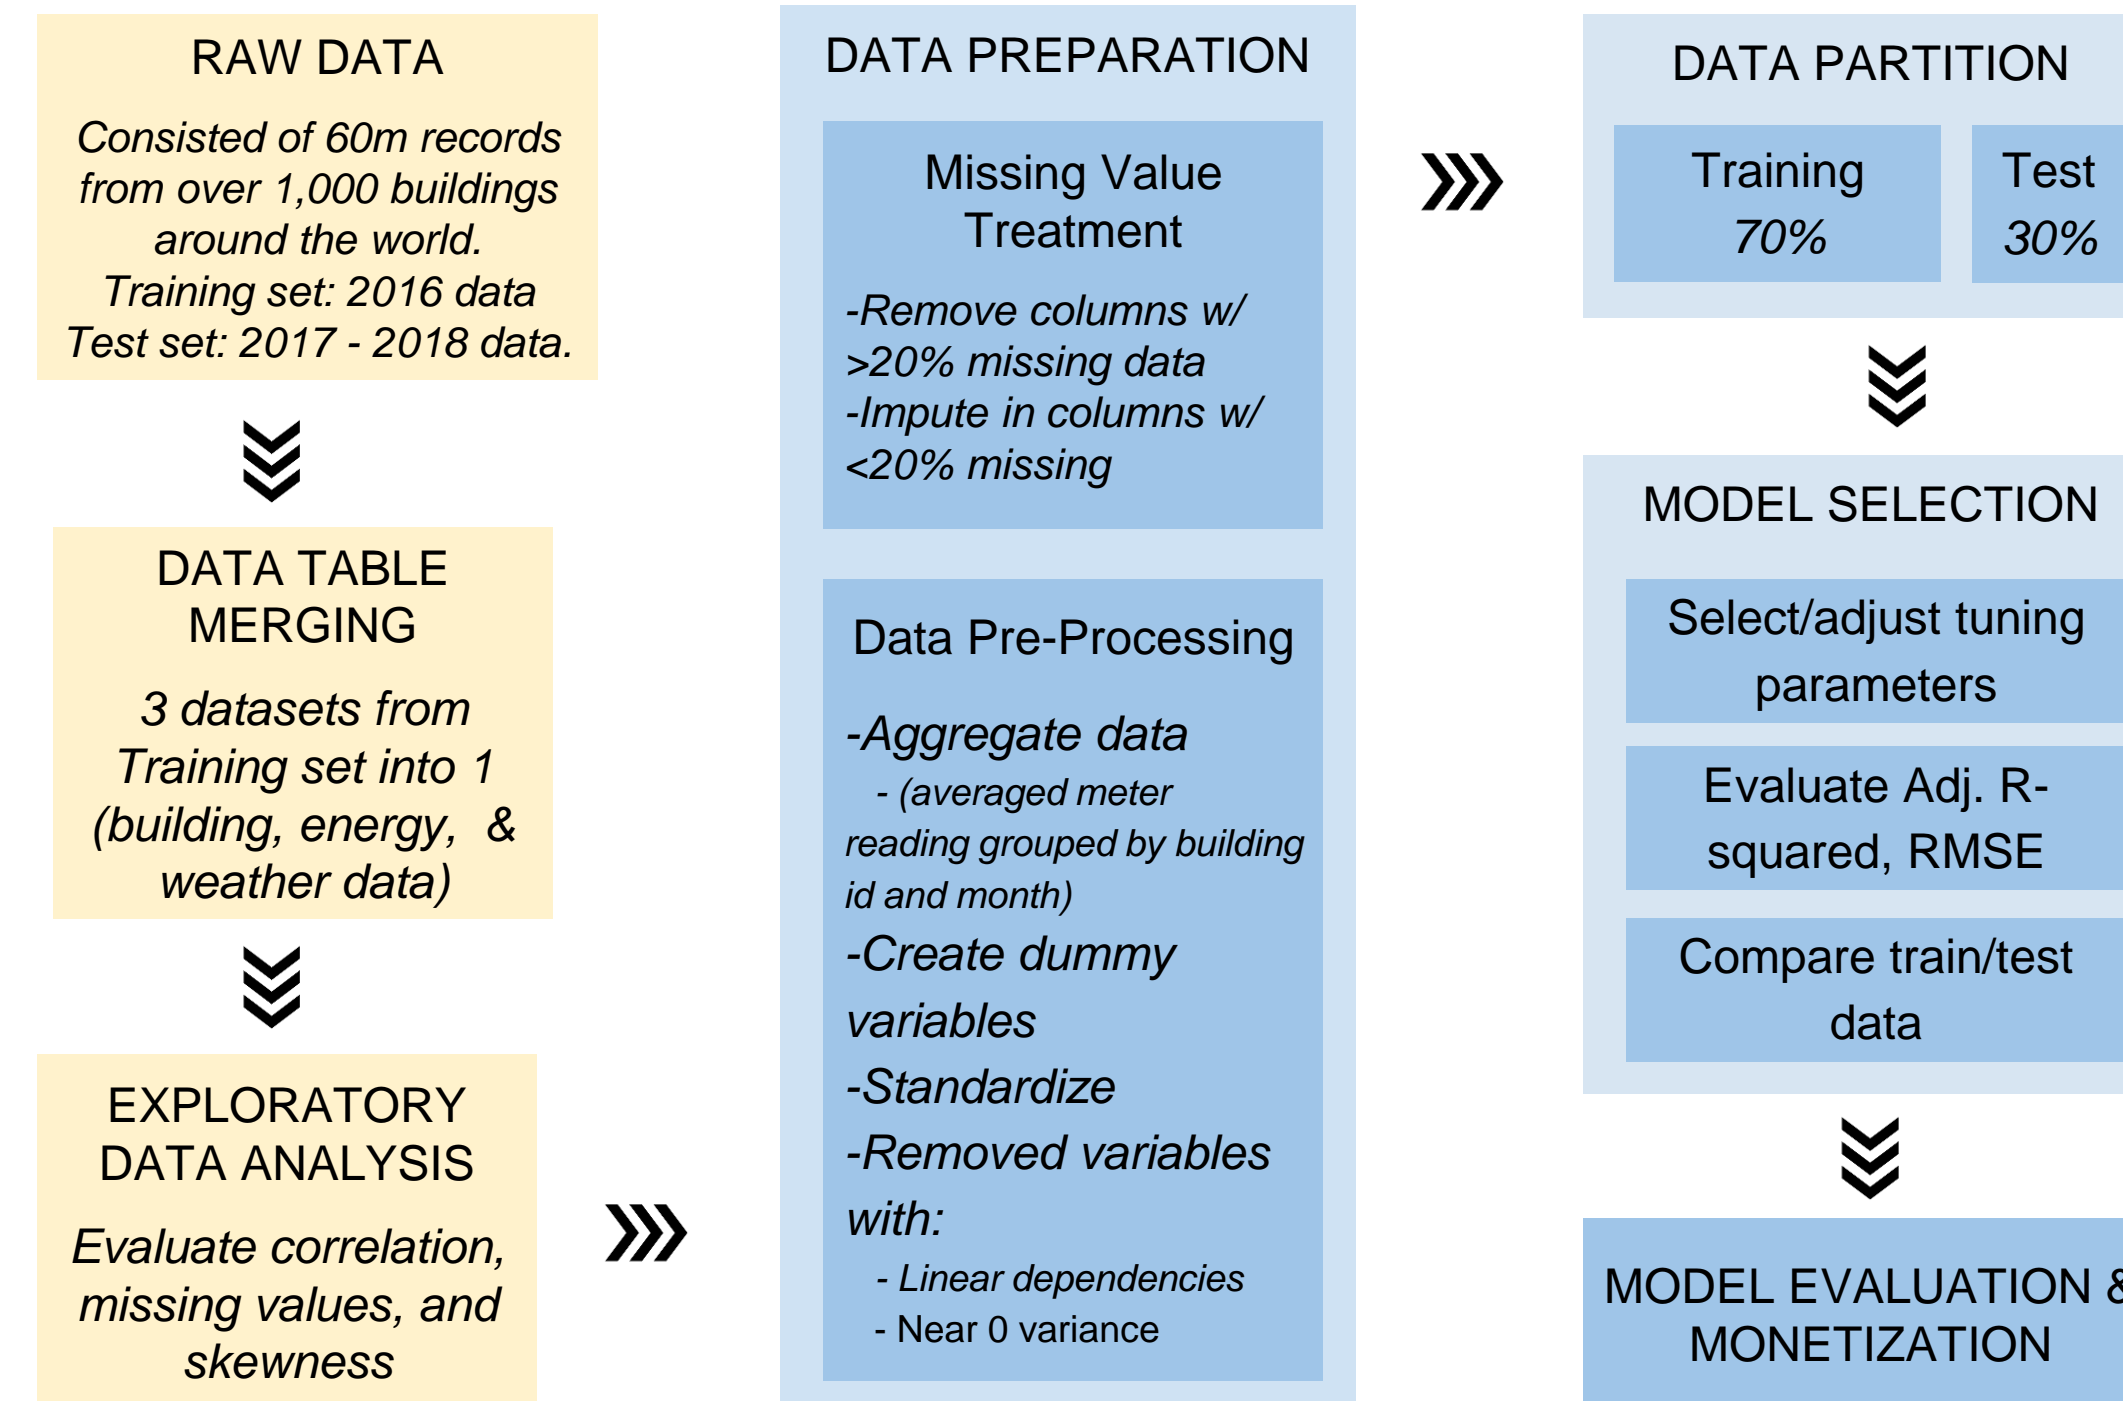 RAW DATA
Consisted of 60m records
from over 1,000 buildings
around the world.
Training set: 2016 data
Test set: 2017 - 2018 data.
DATA TABLE
MERGING
3 datasets from
Training set into 1
(building, energy,  &
weather data)
EXPLORATORY
DATA ANALYSIS
Evaluate correlation,
missing values, and
skewness
DATA PREPARATION
Missing Value
Treatment
-Remove columns w/
>20% missing data
-Impute in columns w/
<20% missing
Data Pre-Processing
-Aggregate data
- (averaged meter
reading grouped by building
id and month)
-Create dummy
variables
-Standardize
-Removed variables
with:
- Linear dependencies
- Near 0 variance
DATA PARTITION
Training
70%
Test
30%
MODEL SELECTION
Select/adjust tuning
parameters
Evaluate Adj. R-
squared, RMSE
Compare train/test
data
MODEL EVALUATION &
MONETIZATION